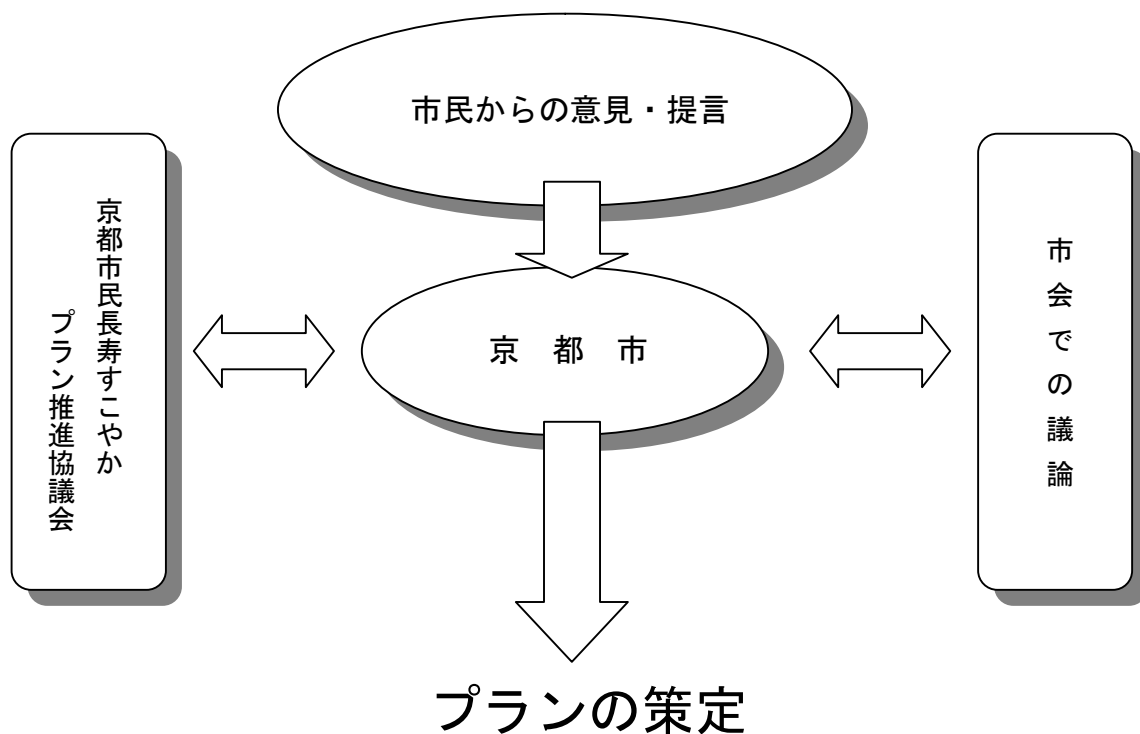 市民からの意見・提言
京都市民長寿すこやか
プラン推進協議会
京　都　市
市会での議論
プランの策定